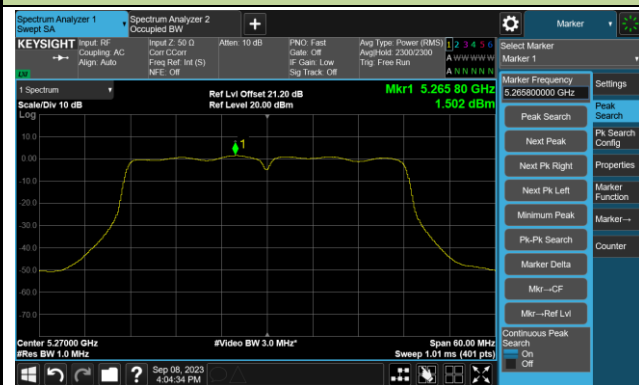 Spectrum Analyzer 1
Swept SA
Spectrum Analyzer 2
Occupied BW
+
Marker
KEYSIGHT
Input: RF
Coupling: AC
Align: Auto
Input Z: 50 Ω
Corr CCorr
Freq Ref: Int (S)
NFE: Off
Atten: 10 dB
PNO: Fast
Gate: Off
IF Gain: Low
Sig Track: Off
Avg Type: Power (RMS)
Avg|Hold: 2300/2300
Trig: Free Run
1 2 3 4 5 6
A W W W W W
A N N N N N
Select Marker
Marker 1
1 Spectrum
Scale/Div 10 dB
Log
Ref Lvl Offset 21.20 dB
Ref Level 20.00 dBm
Mkr1 5.265 80 GHz
1.502 dBm
1
10.0
0.00
-10.0
-20.0
-30.0
-40.0
-50.0
-60.0
-70.0
Center 5.27000 GHz
#Res BW 1.0 MHz
#Video BW 3.0 MHz*
Span 60.00 MHz
Sweep 1.01 ms (401 pts)
Marker Frequency
5.265800000 GHz
Peak Search
Next Peak
Next Pk Right
Next Pk Left
Minimum Peak
Pk-Pk Search
Marker Delta
Mkr→CF
Mkr→Ref Lvl
Continuous Peak
Search
On
Off
Settings
Peak
Search
Pk Search
Config
Properties
Marker
Function
Marker→
Counter
?
Sep 08, 2023
4:04:34 PM